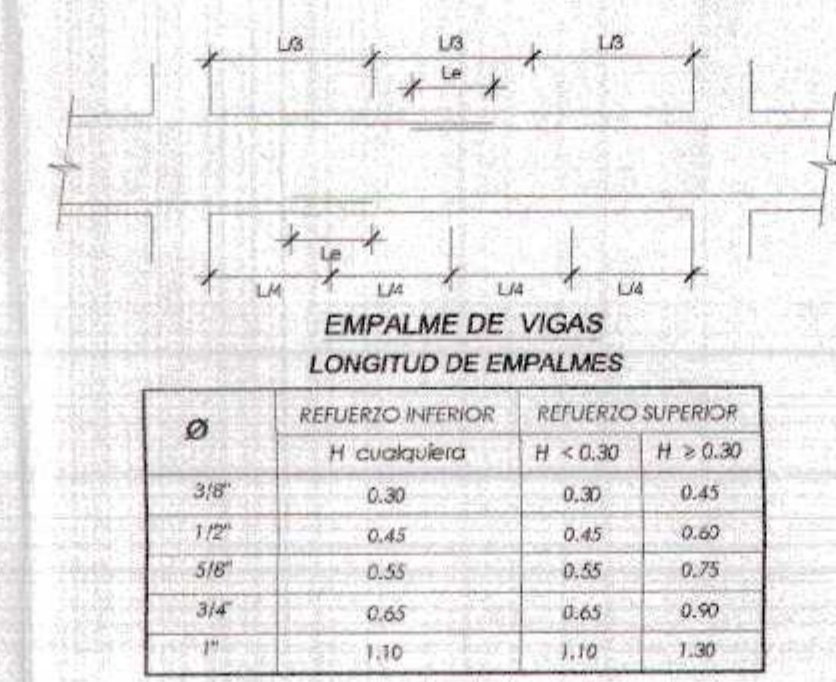 L/3 L/3 L/3
Le
Le
L/4 L/4 L/4 L/4
EMPALME DE VIGAS
LONGITUD DE EMPALMES
Ø REFUERZO INFERIOR REFUERZO SUPERIOR
H cualquiera H < 0.30 H ≥ 0.30
3/8" 0.30 0.30 0.45
1/2" 0.45 0.45 0.60
5/8" 0.55 0.55 0.75
3/4" 0.65 0.65 0.90
1" 1.10 1.10 1.30